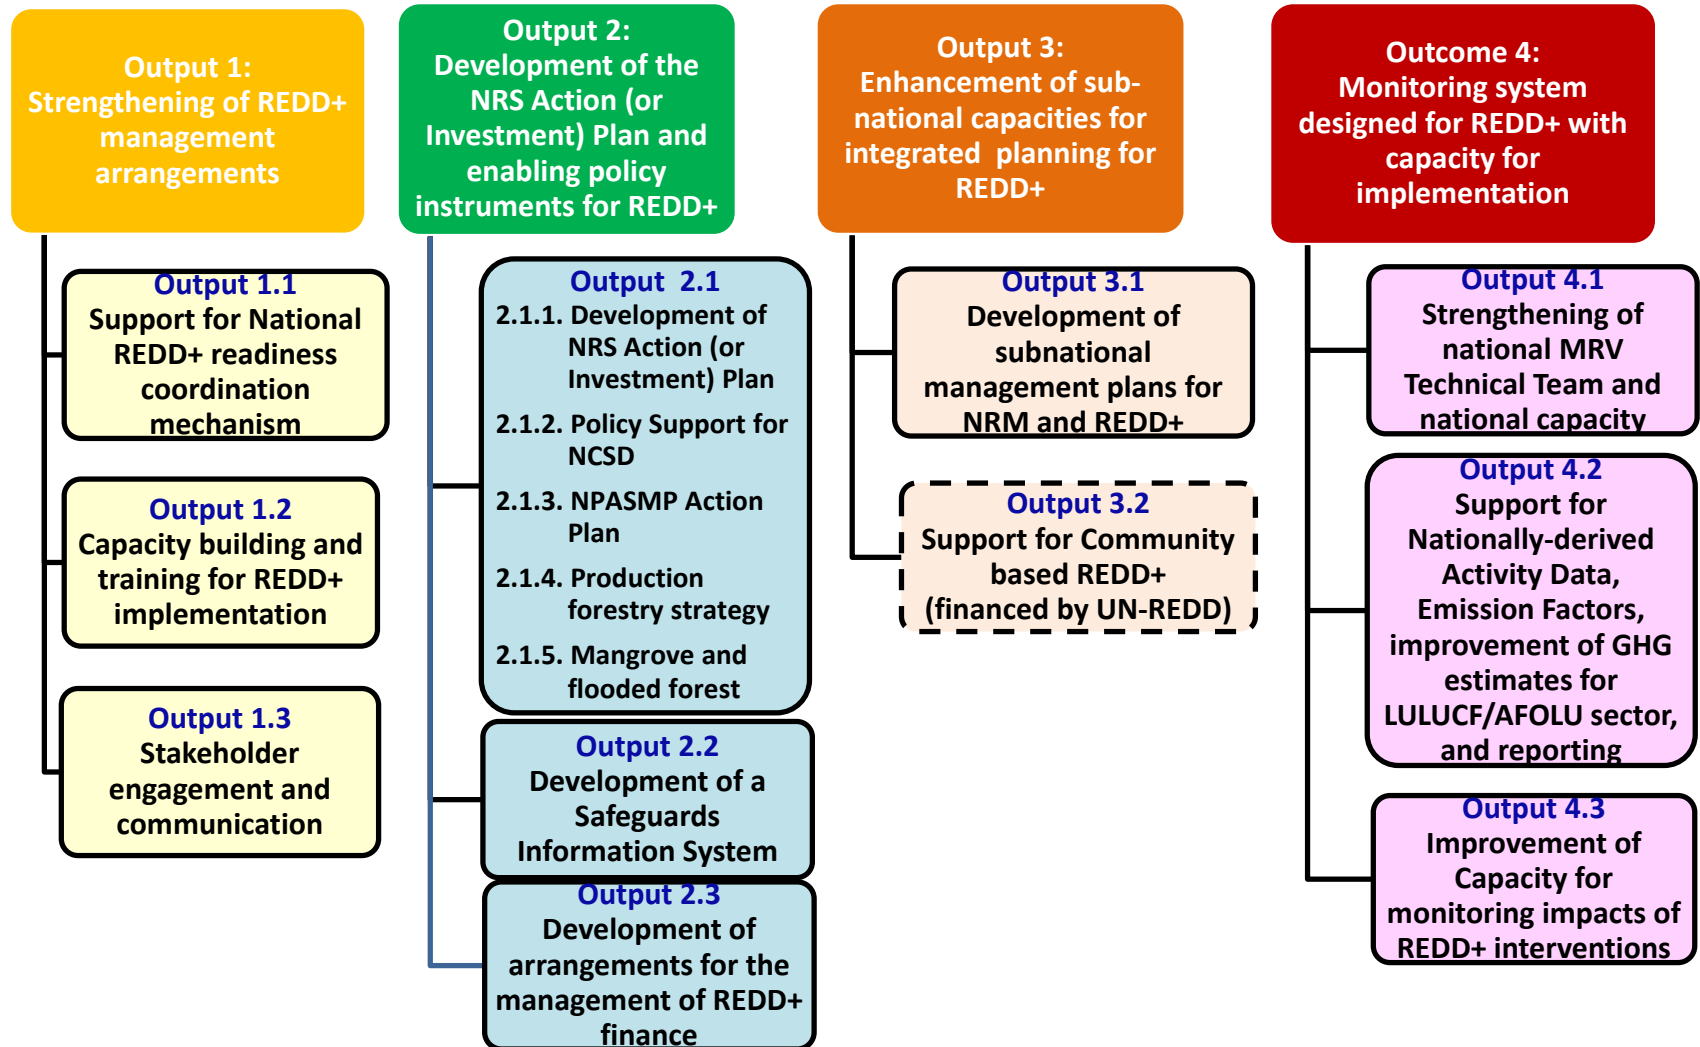 Output 1:
Strengthening of REDD+
management
arrangements
Output 1.1
Support for National
REDD+ readiness
coordination
mechanism
Output 1.2
Capacity building and
training for REDD+
implementation
Output 1.3
Stakeholder
engagement and
communication
Output 2:
Development of the
NRS Action (or
Investment) Plan and
enabling policy
instruments for REDD+
Output 2.1
2.1.1. Development of
NRS Action (or
Investment) Plan
2.1.2. Policy Support for
NCSD
2.1.3. NPASMP Action
Plan
2.1.4. Production
forestry strategy
2.1.5. Mangrove and
flooded forest
Output 2.2
Development of a
Safeguards
Information System
Output 2.3
Development of
arrangements for the
management of REDD+
finance
Output 3:
Enhancement of sub-
national capacities for
integrated planning for
REDD+
Output 3.1
Development of
subnational
management plans for
NRM and REDD+
Output 3.2
Support for Community
based REDD+
(financed by UN-REDD)
Outcome 4:
Monitoring system
designed for REDD+ with
capacity for
implementation
Output 4.1
Strengthening of
national MRV
Technical Team and
national capacity
Output 4.2
Support for
Nationally-derived
Activity Data,
Emission Factors,
improvement of GHG
estimates for
LULUCF/AFOLU sector,
and reporting
Output 4.3
Improvement of
Capacity for
monitoring impacts of
REDD+ interventions